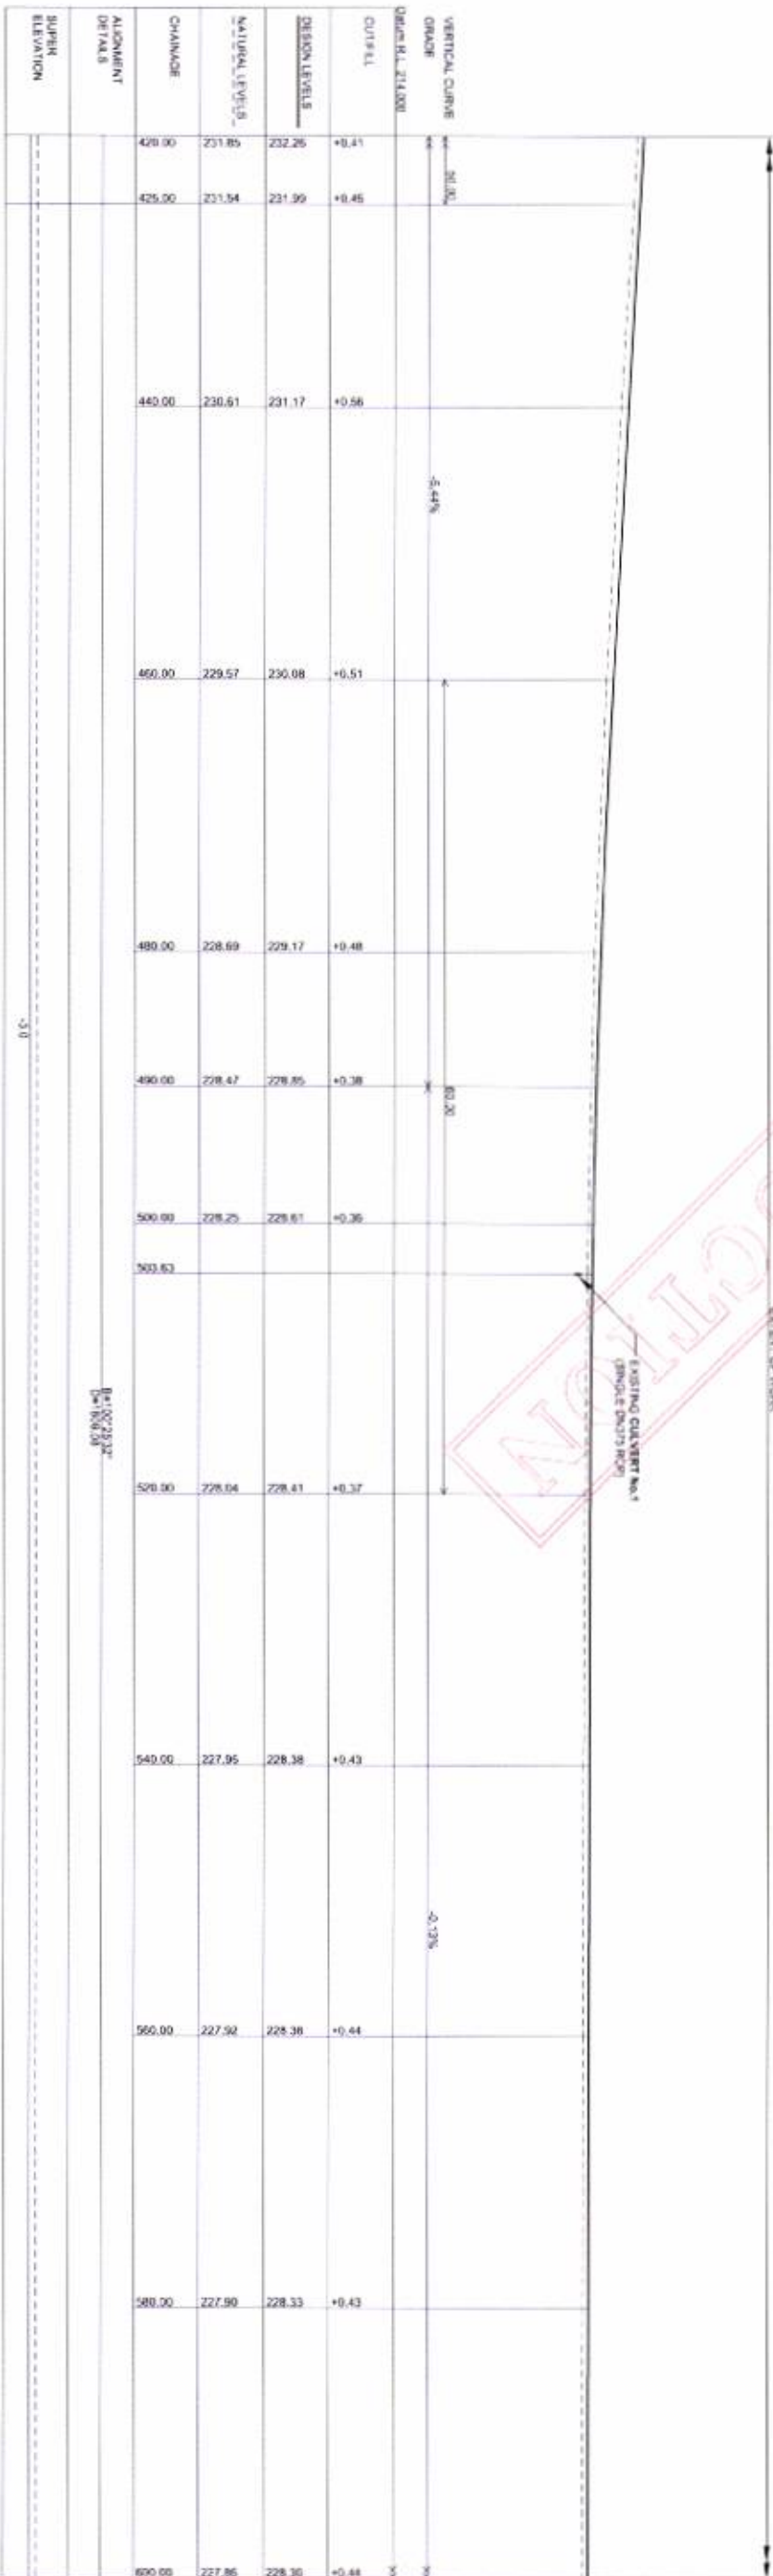 VERTICAL CURVE
GRADE
-5.44%
-0.13%
Datum R.L. 214.000
CUT/FILL +0.41 +0.45 +0.56 +0.51 +0.48 +0.38 +0.36 +0.37 +0.43 +0.44 +0.43 +0.44
DESIGN LEVELS 232.26 231.99 231.17 230.08 229.17 228.85 228.61 228.41 228.38 228.36 228.33
NATURAL LEVELS 231.85 231.54 230.61 229.57 228.69 228.47 228.25 228.04 227.95 227.92 227.90 227.86
CHAINAGE 420.00 425.00 440.00 460.00 480.00 490.00 500.00 503.63 520.00 540.00 560.00 580.00 600.00
ALIGNMENT
DETAILS
SUPER
ELEVATION
-3.0
EXISTING CULVERT No.1
(SINGLE DN375 RCP)
CTION